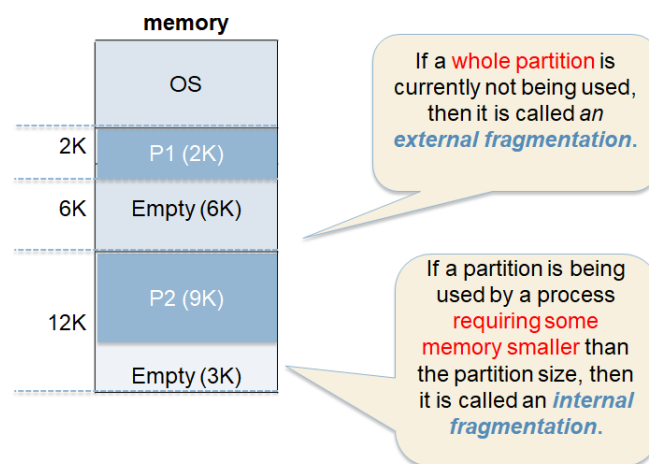 memory
OS
2K
P1 (2K)
6K
Empty (6K)
P2 (9K)
12K
Empty (3K)
If a whole partition is
currently not being used,
then it is called an
external fragmentation.
If a partition is being
used by a process
requiring some
memory smaller than
the partition size, then
it is called an internal
fragmentation.